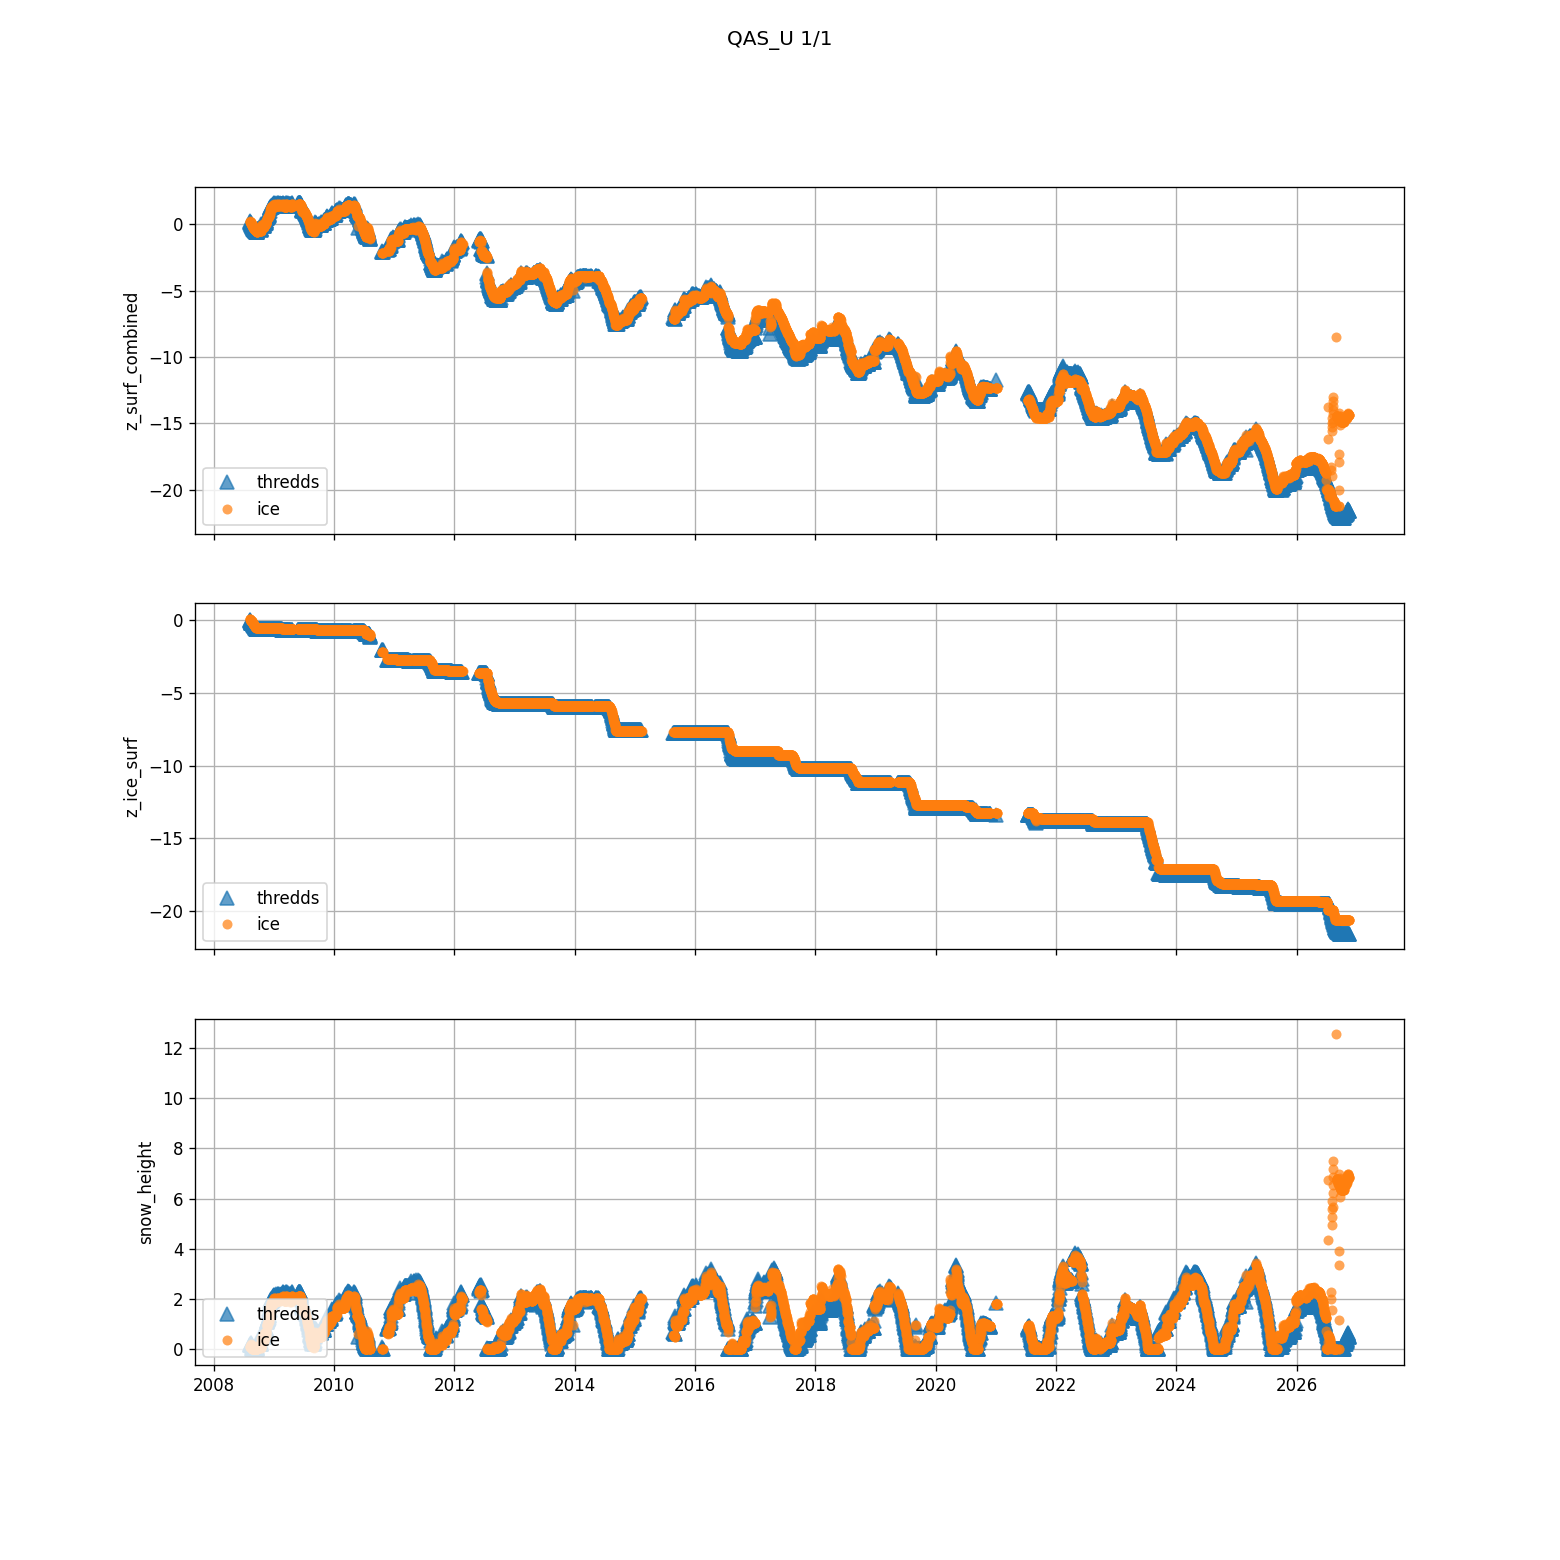 QAS_U 1/1
z_surf_combined
0
−5
−10
−15
−20
thredds
ice
z_ice_surf
0
−5
−10
−15
−20
thredds
ice
snow_height
12
10
8
6
4
2
0
thredds
ice
2008 2010 2012 2014 2016 2018 2020 2022 2024 2026